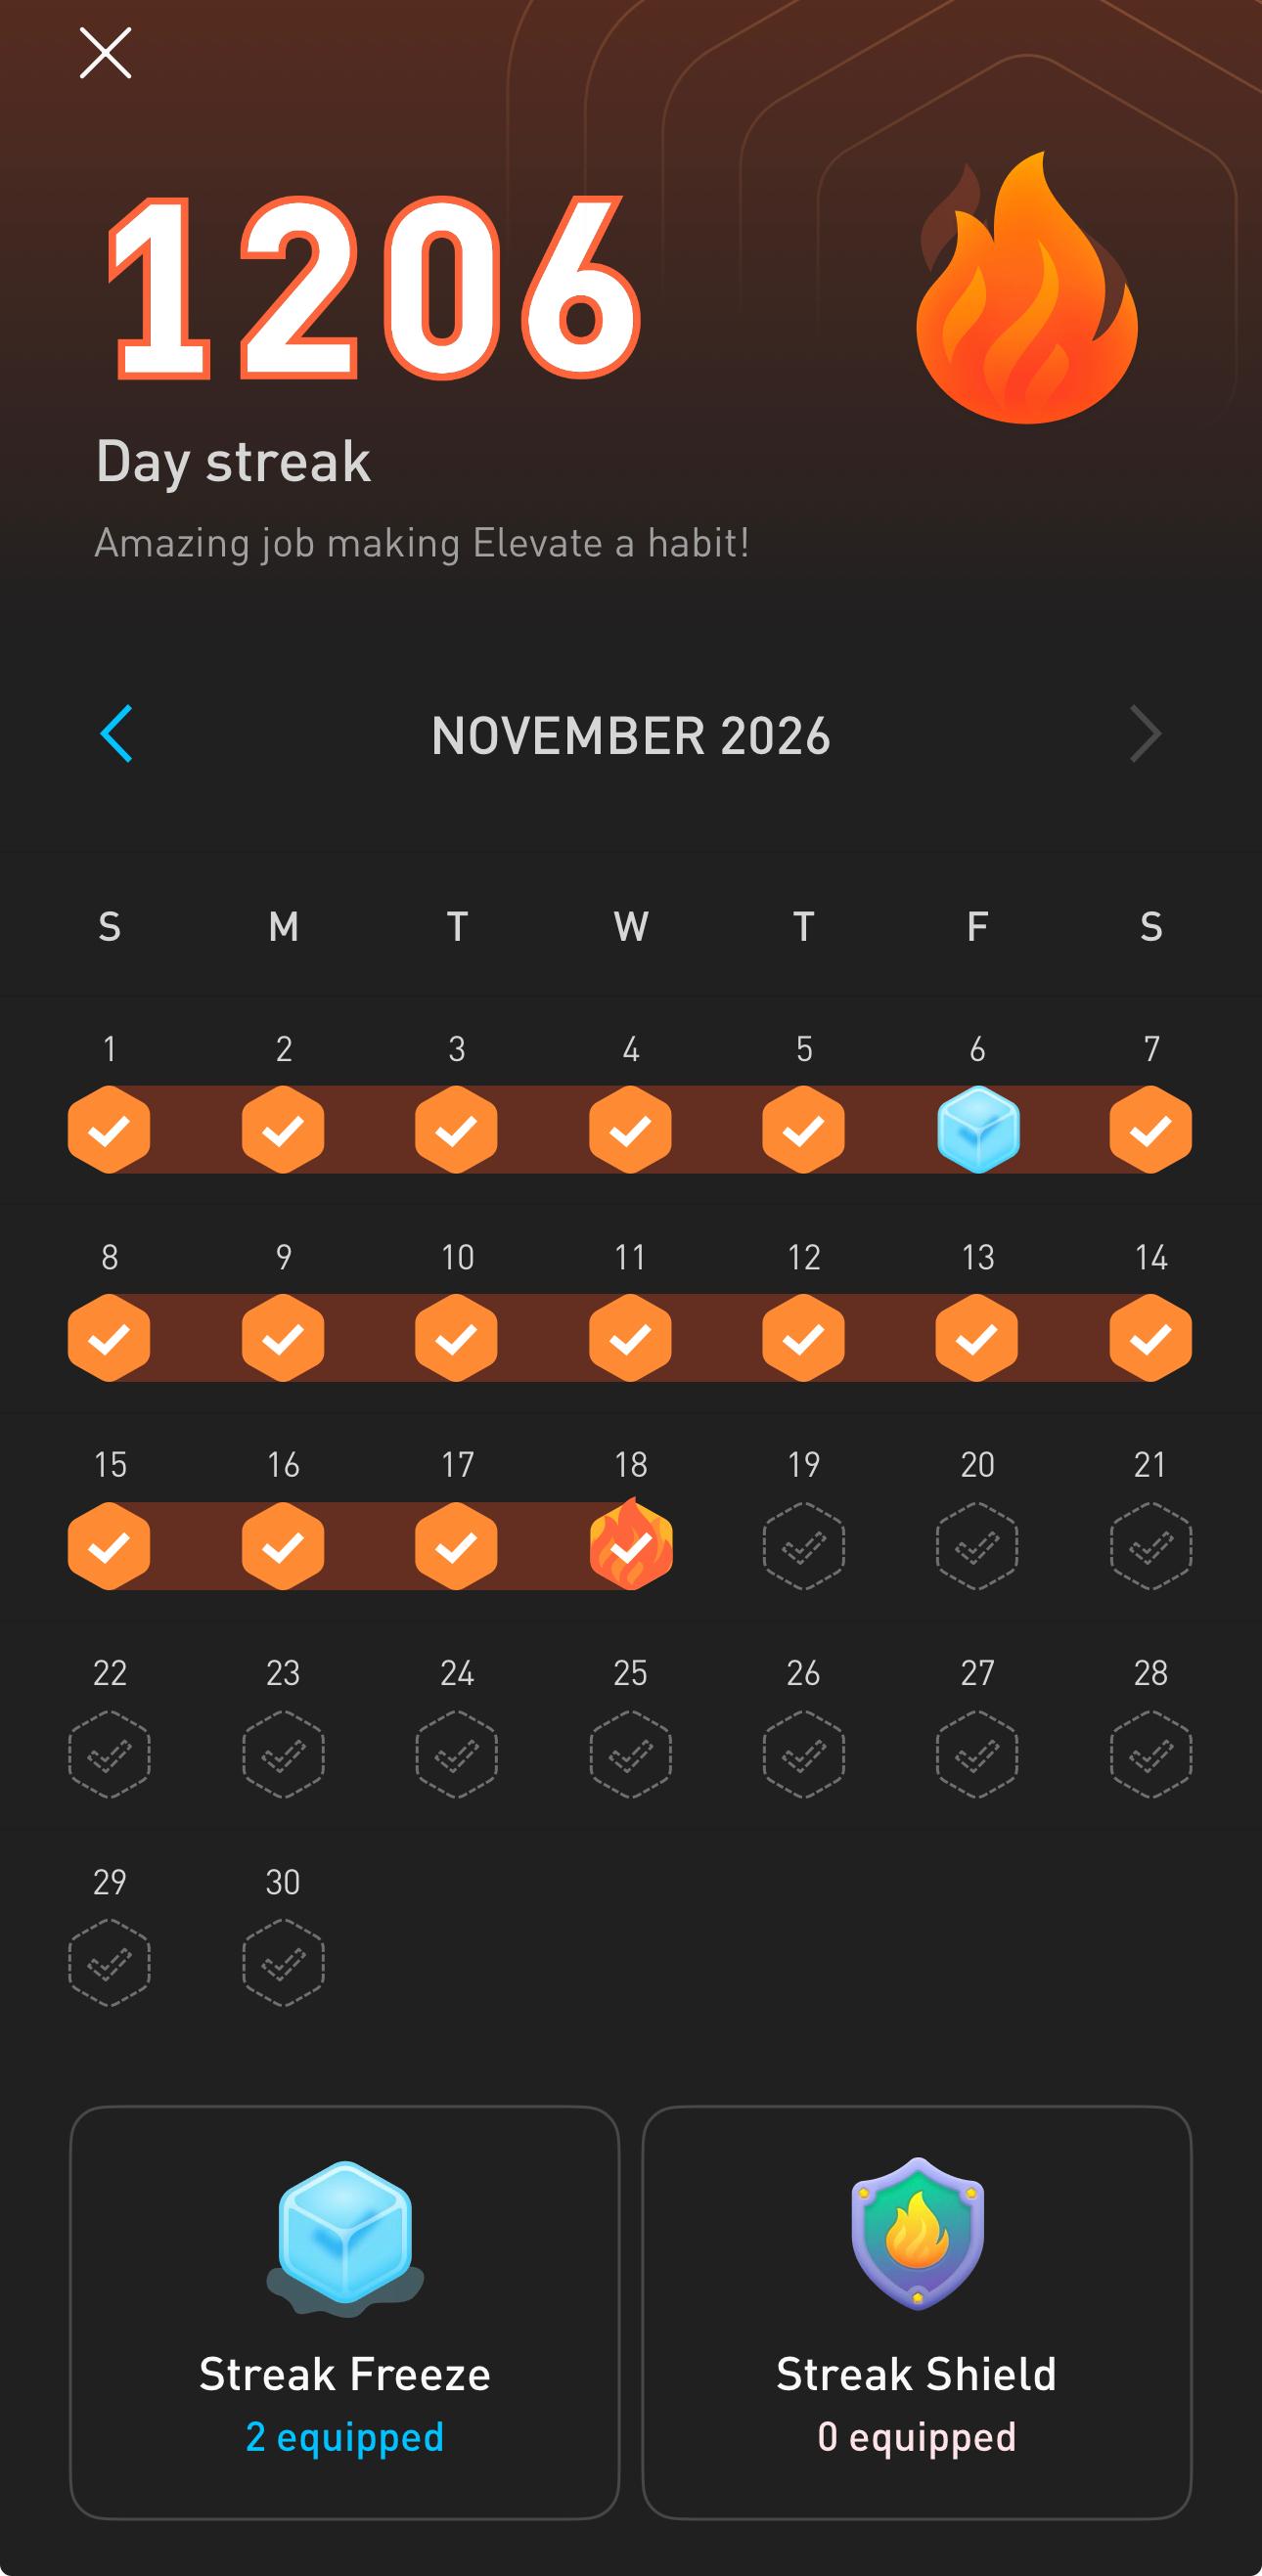 1206
Day streak
Amazing job making Elevate a habit!
NOVEMBER 2026
S M T W T F S
1 2 3 4 5 6 7
8 9 10 11 12 13 14
15 16 17 18 19 20 21
22 23 24 25 26 27 28
29 30
Streak Freeze
2 equipped
Streak Shield
0 equipped